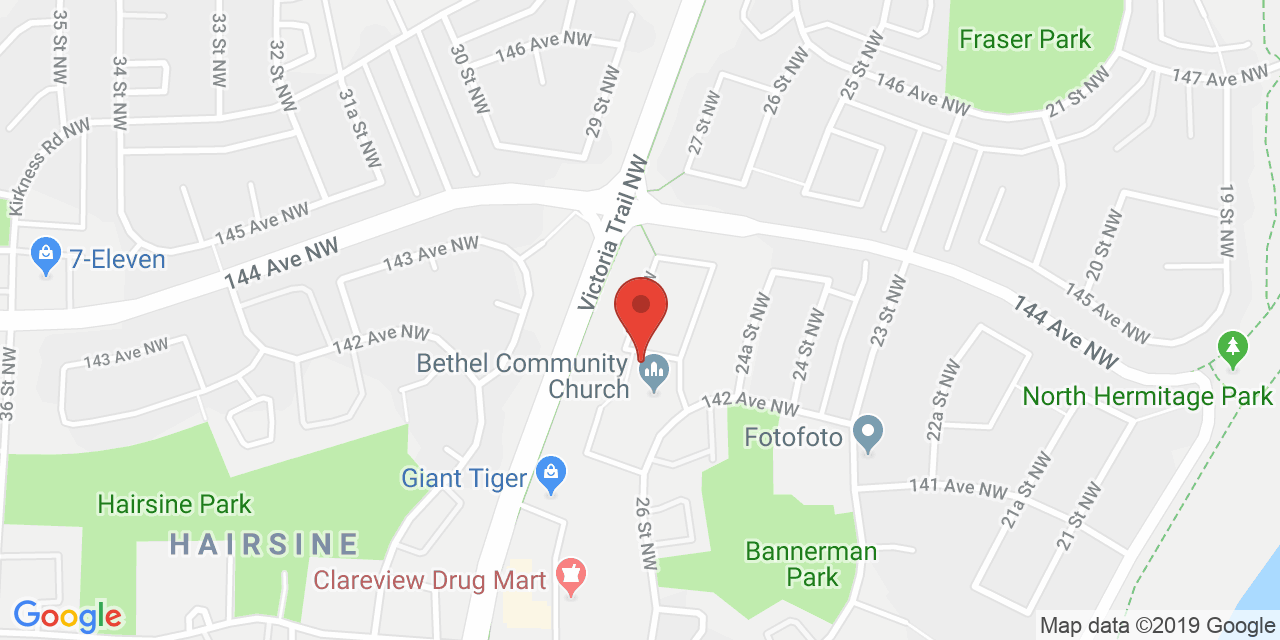 35 St NW
34 St NW
33 St NW
32 St NW
31a St NW
30 St NW
146 Ave NW
29 St NW
Kirkness Rd NW
145 Ave NW
144 Ave NW
143 Ave NW
7-Eleven
Victoria Trail NW
27 St NW
26 St NW
25 St NW
146 Ave NW
Fraser Park
21 St NW
147 Ave NW
19 St NW
20 St NW
145 Ave NW
144 Ave NW
23 St NW
24a St NW
24 St NW
NW
142 Ave NW
143 Ave NW
36 St NW
Bethel Community
Church
142 Ave NW
22a St NW
North Hermitage Park
Fotofoto
Giant Tiger
141 Ave NW
21a St NW
21 St NW
26 St NW
Hairsine Park
HAIRSINE
Bannerman
Park
Clareview Drug Mart
Google
Map data ©2019 Google